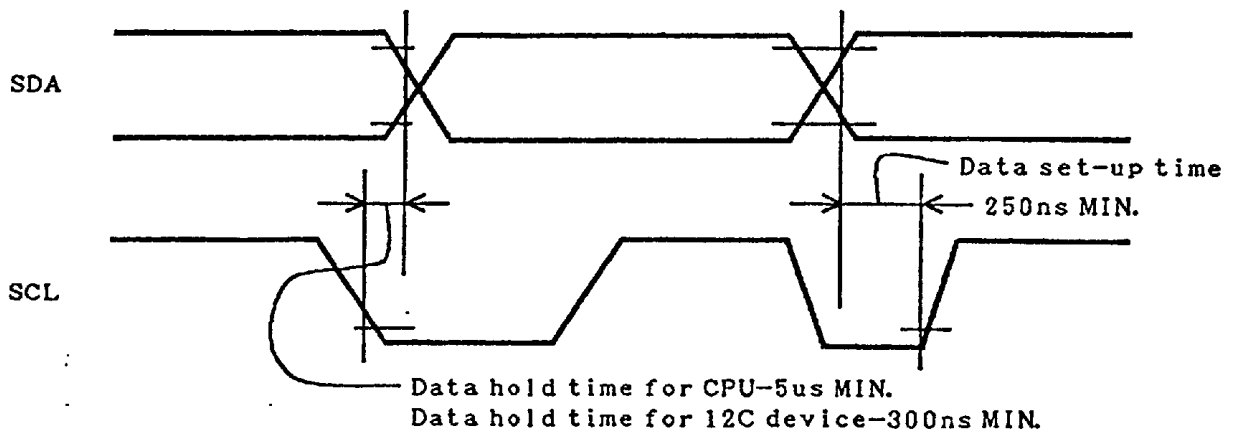 SDA
Data set-up time
250ns MIN.
SCL
Data hold time for CPU-5us MIN.
Data hold time for 12C device-300ns MIN.